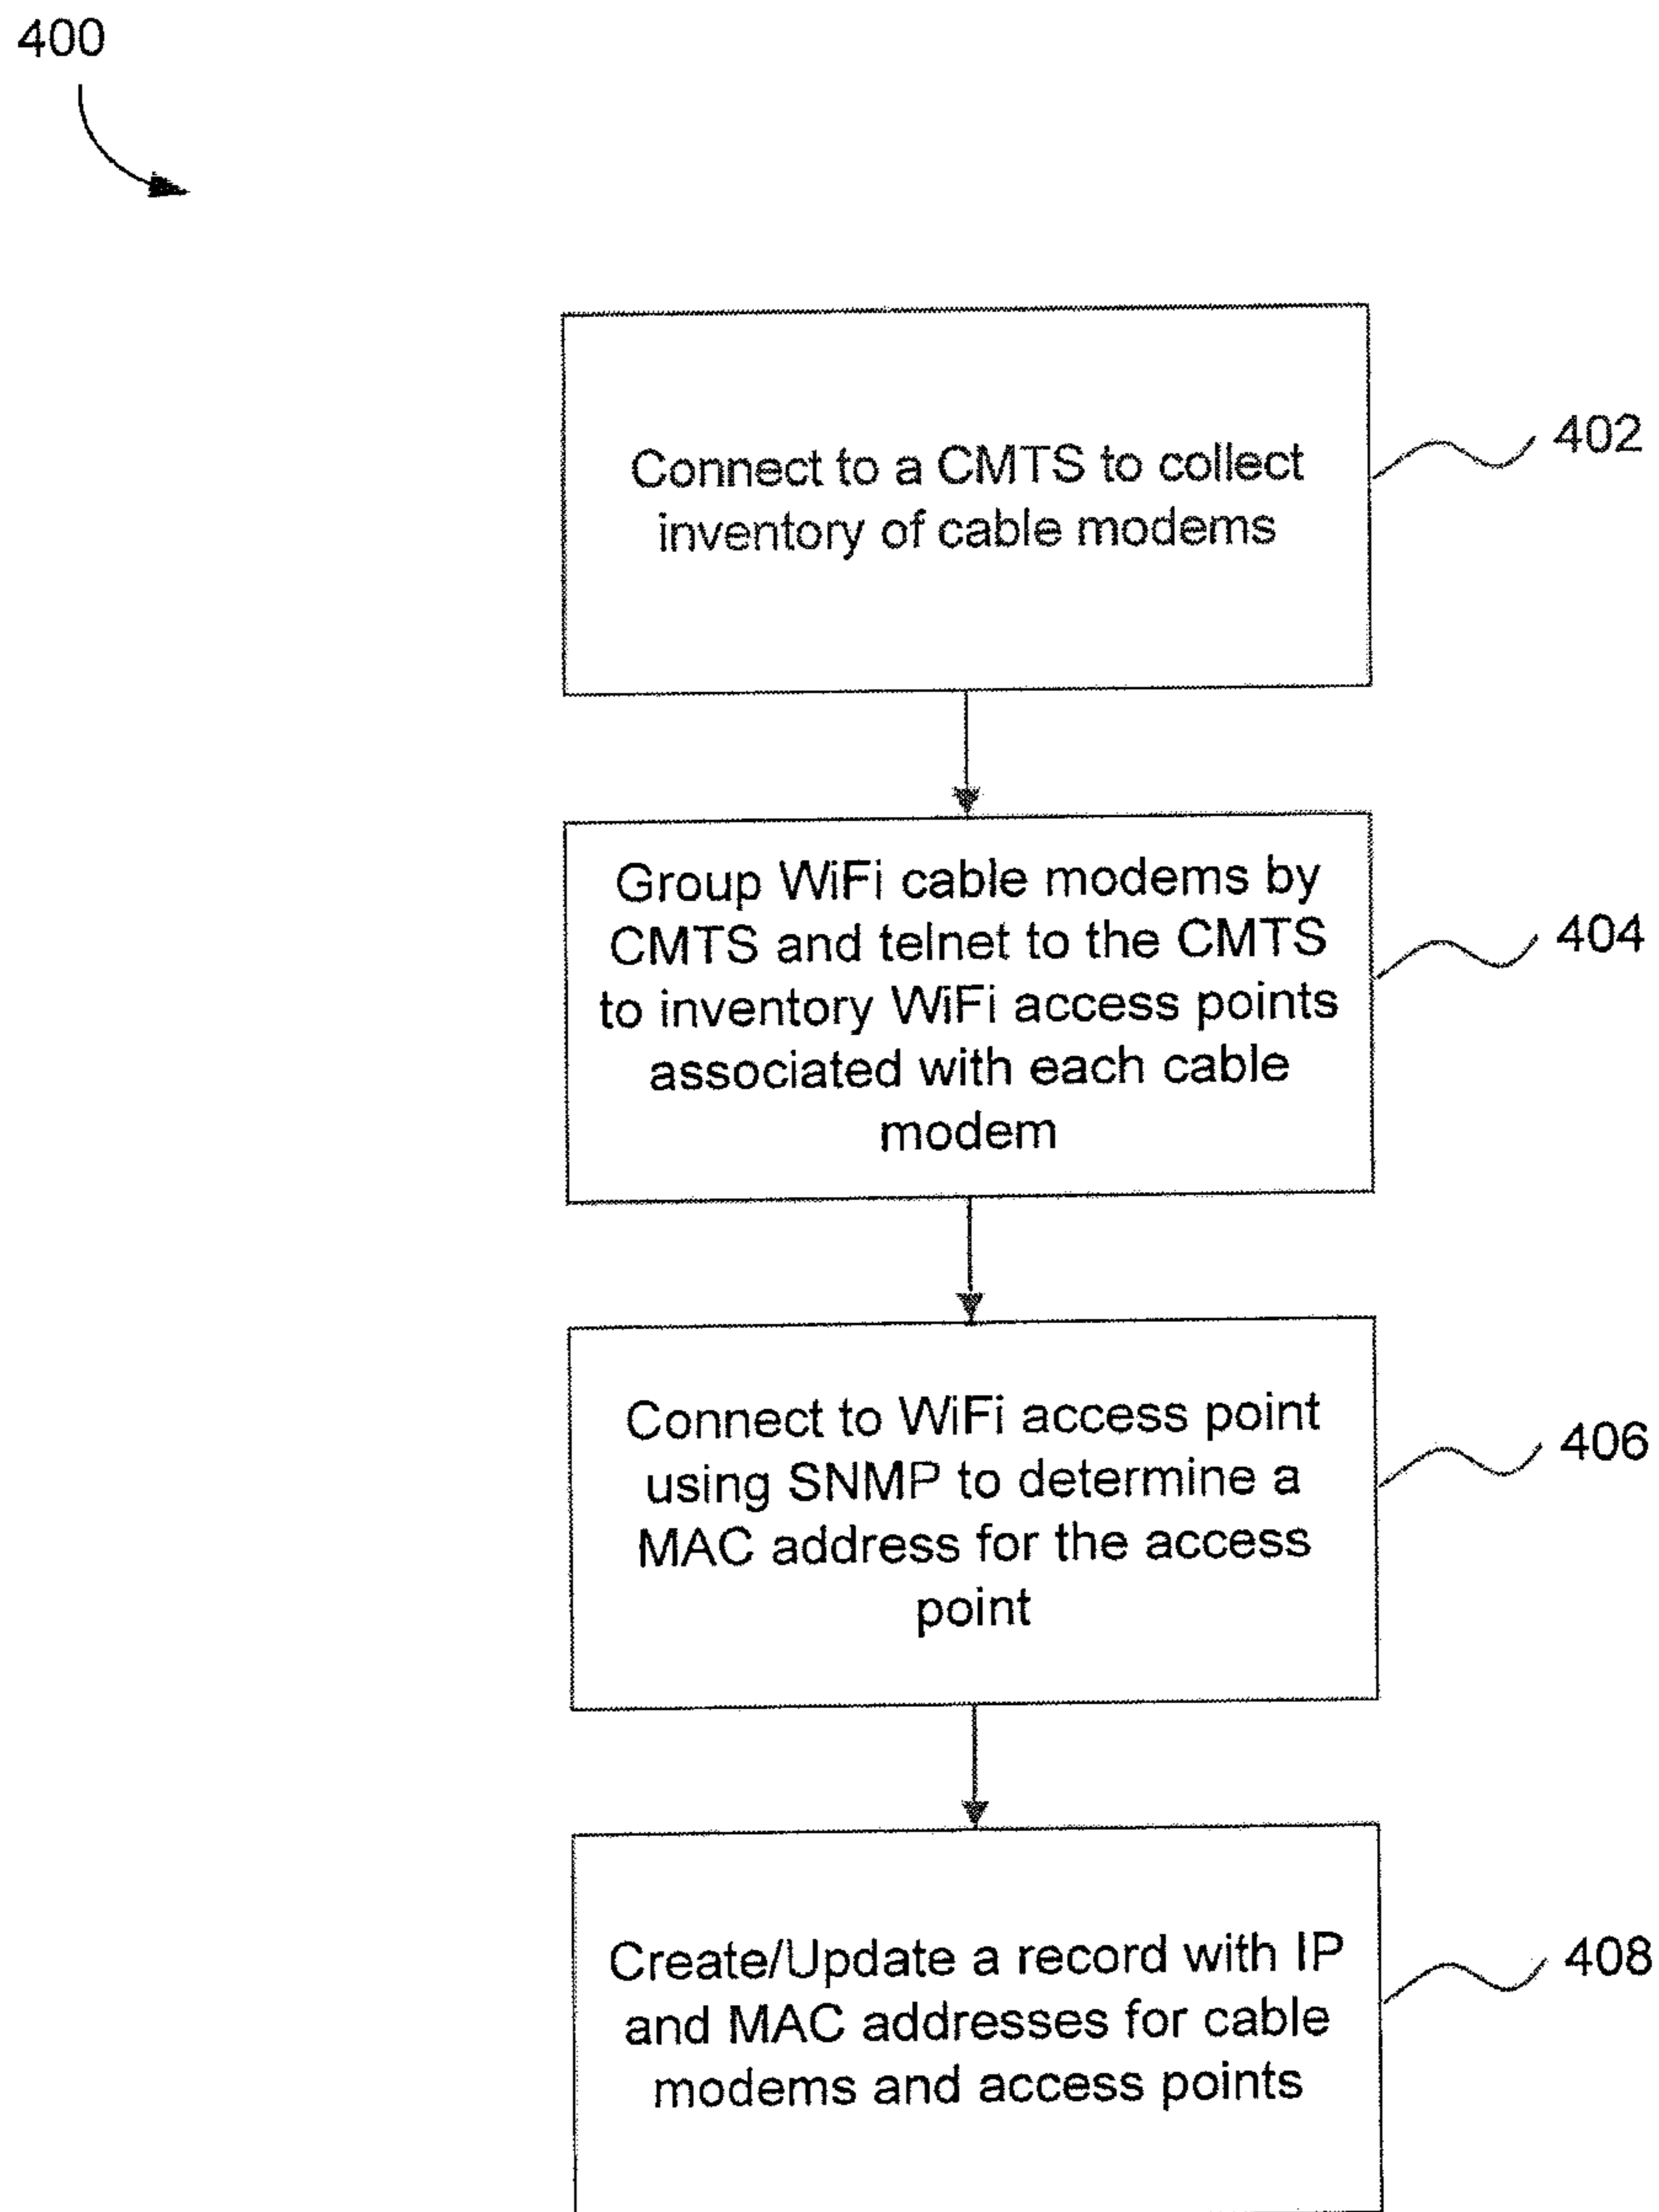 400
Connect to a CMTS to collect
inventory of cable modems
402
Group WiFi cable modems by
CMTS and telnet to the CMTS
to inventory WiFi access points
associated with each cable
modem
404
Connect to WiFi access point
using SNMP to determine a
MAC address for the access
point
406
Create/Update a record with IP
and MAC addresses for cable
modems and access points
408